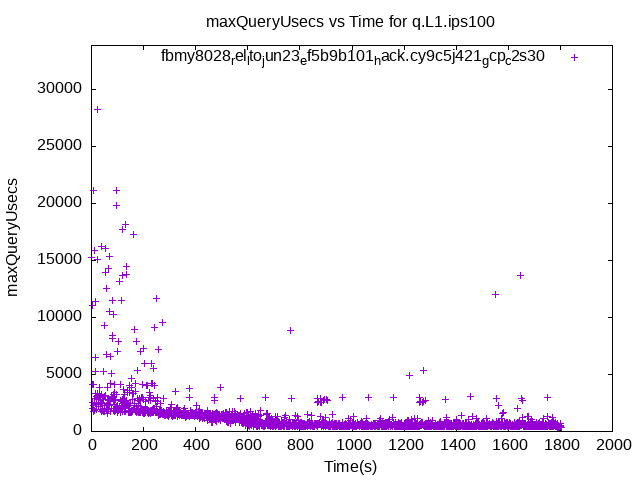 maxQueryUsecs vs Time for q.L1.ips100
fbmy8028relltojun23ef5b9b101hack.cy9c5j421gcpc2s30
30000
25000
20000
15000
10000
5000
0
maxQueryUsecs
0 200 400 600 800 1000 1200 1400 1600 1800 2000
Time(s)